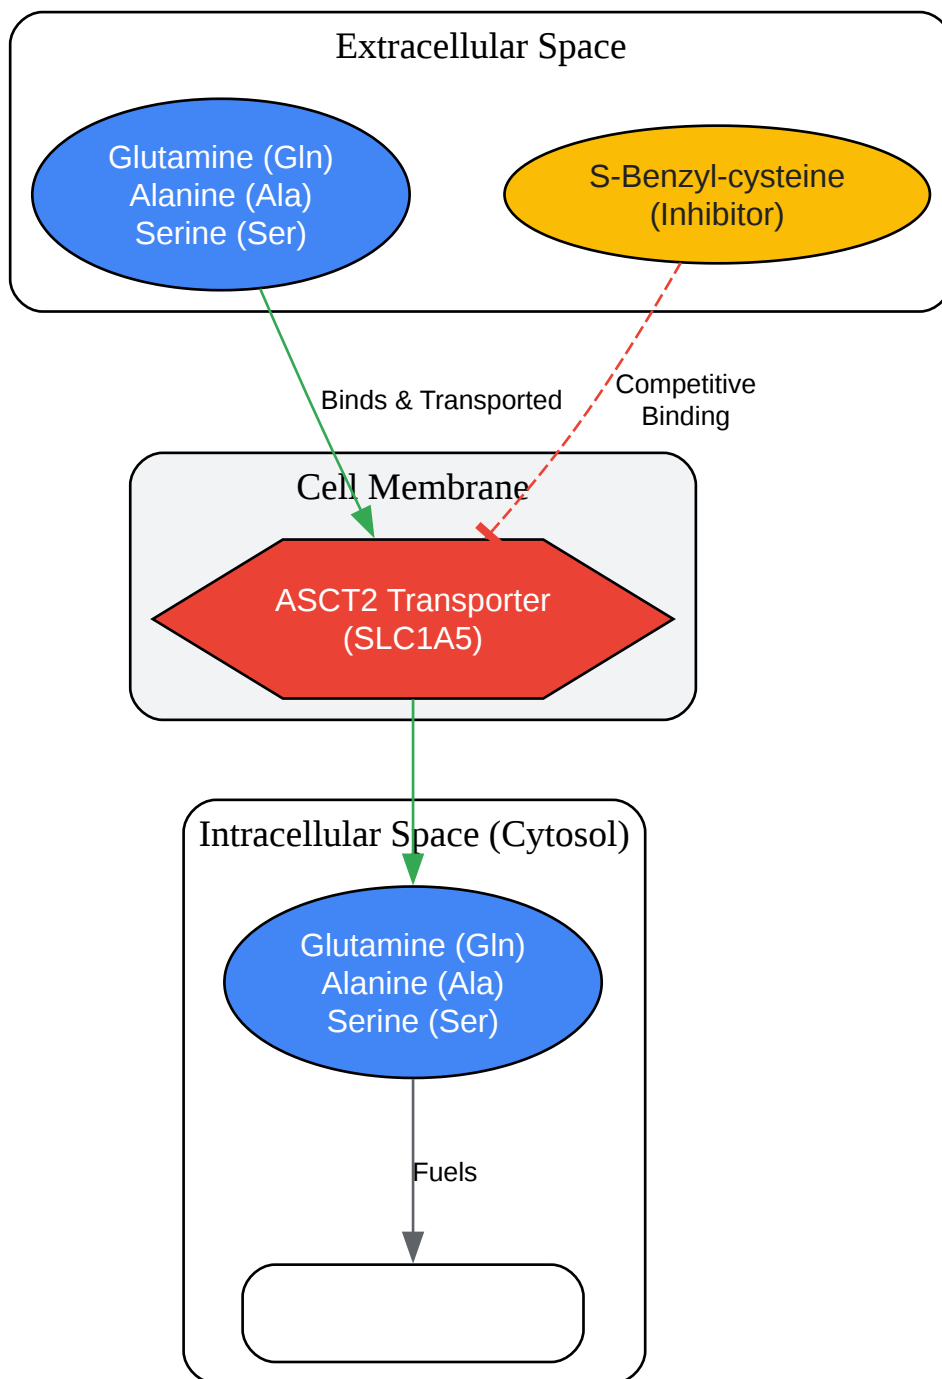 Extracellular Space
Glutamine (Gln)
Alanine (Ala)
Serine (Ser)
S-Benzyl-cysteine
(Inhibitor)
Binds & Transported
Competitive
Binding
Cell Membrane
ASCT2 Transporter
(SLC1A5)
Intracellular Space (Cytosol)
Glutamine (Gln)
Alanine (Ala)
Serine (Ser)
Fuels